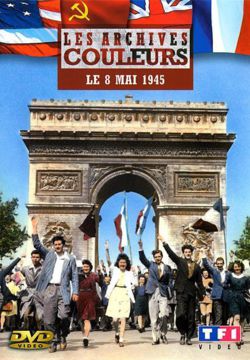 LES ARCHIVES
COULEURS
LE 8 MAI 1945
DVD
VIDEO
TF1
VIDEO